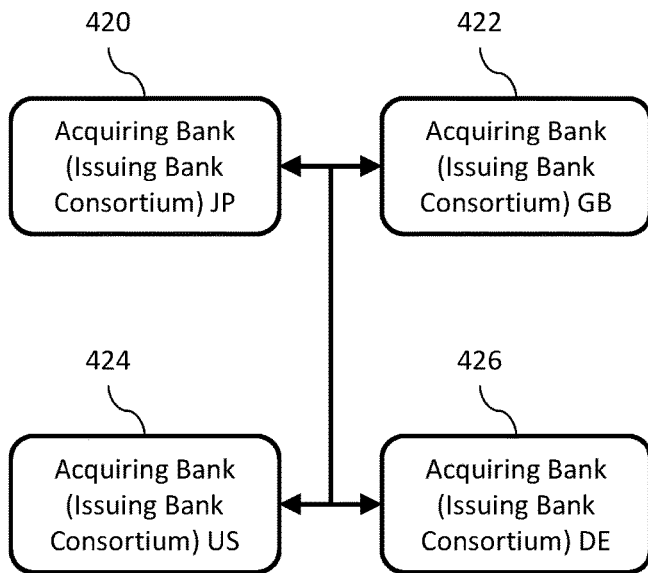 420
422
Acquiring Bank
(Issuing Bank
Consortium) JP
Acquiring Bank
(Issuing Bank
Consortium) GB
424
426
Acquiring Bank
(Issuing Bank
Consortium) US
Acquiring Bank
(Issuing Bank
Consortium) DE